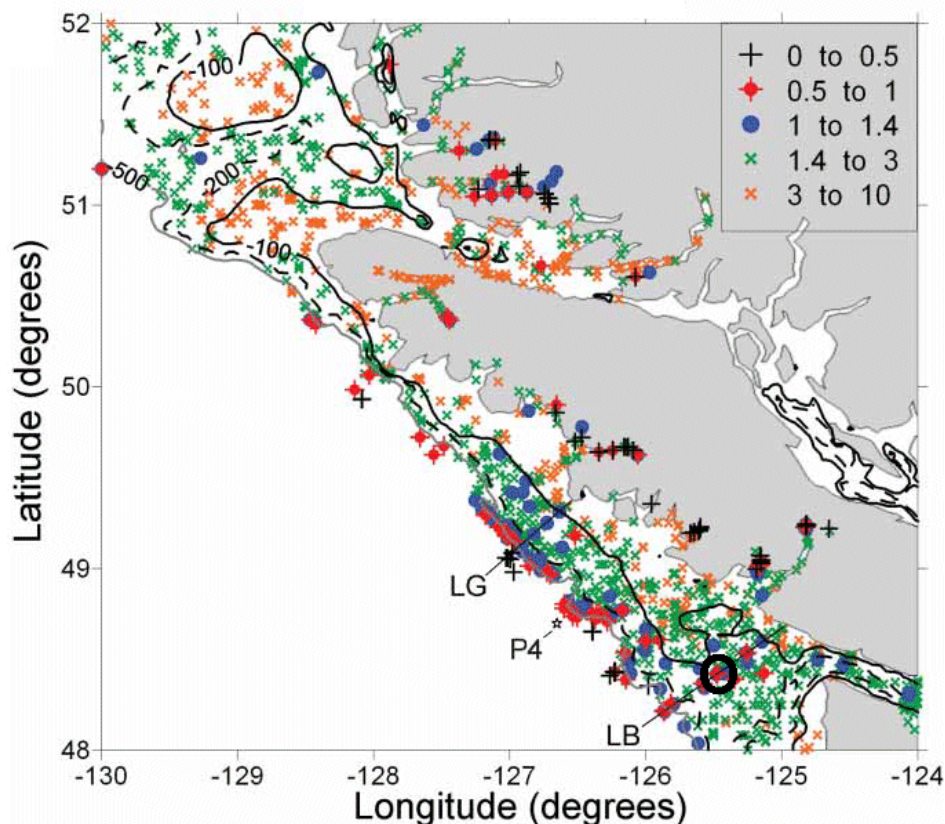 52
51
50
49
48
Latitude (degrees)
-130
-129
-128
-127
-126
-125
-124
Longitude (degrees)
0 to 0.5
0.5 to 1
1 to 1.4
1.4 to 3
3 to 10
-100
-500
-200
-100
LG
P4
LB